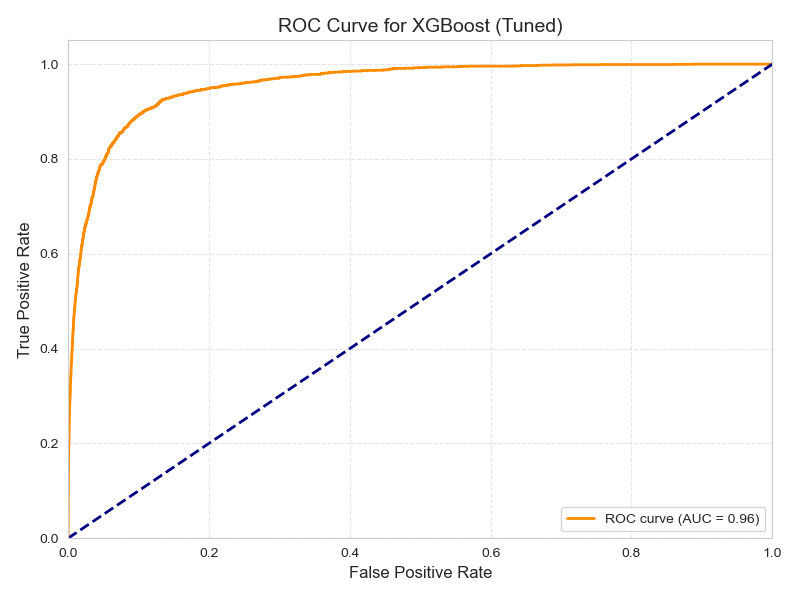 ROC Curve for XGBoost (Tuned)
1.0
0.8
0.6
0.4
0.2
0.0
True Positive Rate
ROC curve (AUC = 0.96)
0.0 0.2 0.4 0.6 0.8 1.0
False Positive Rate